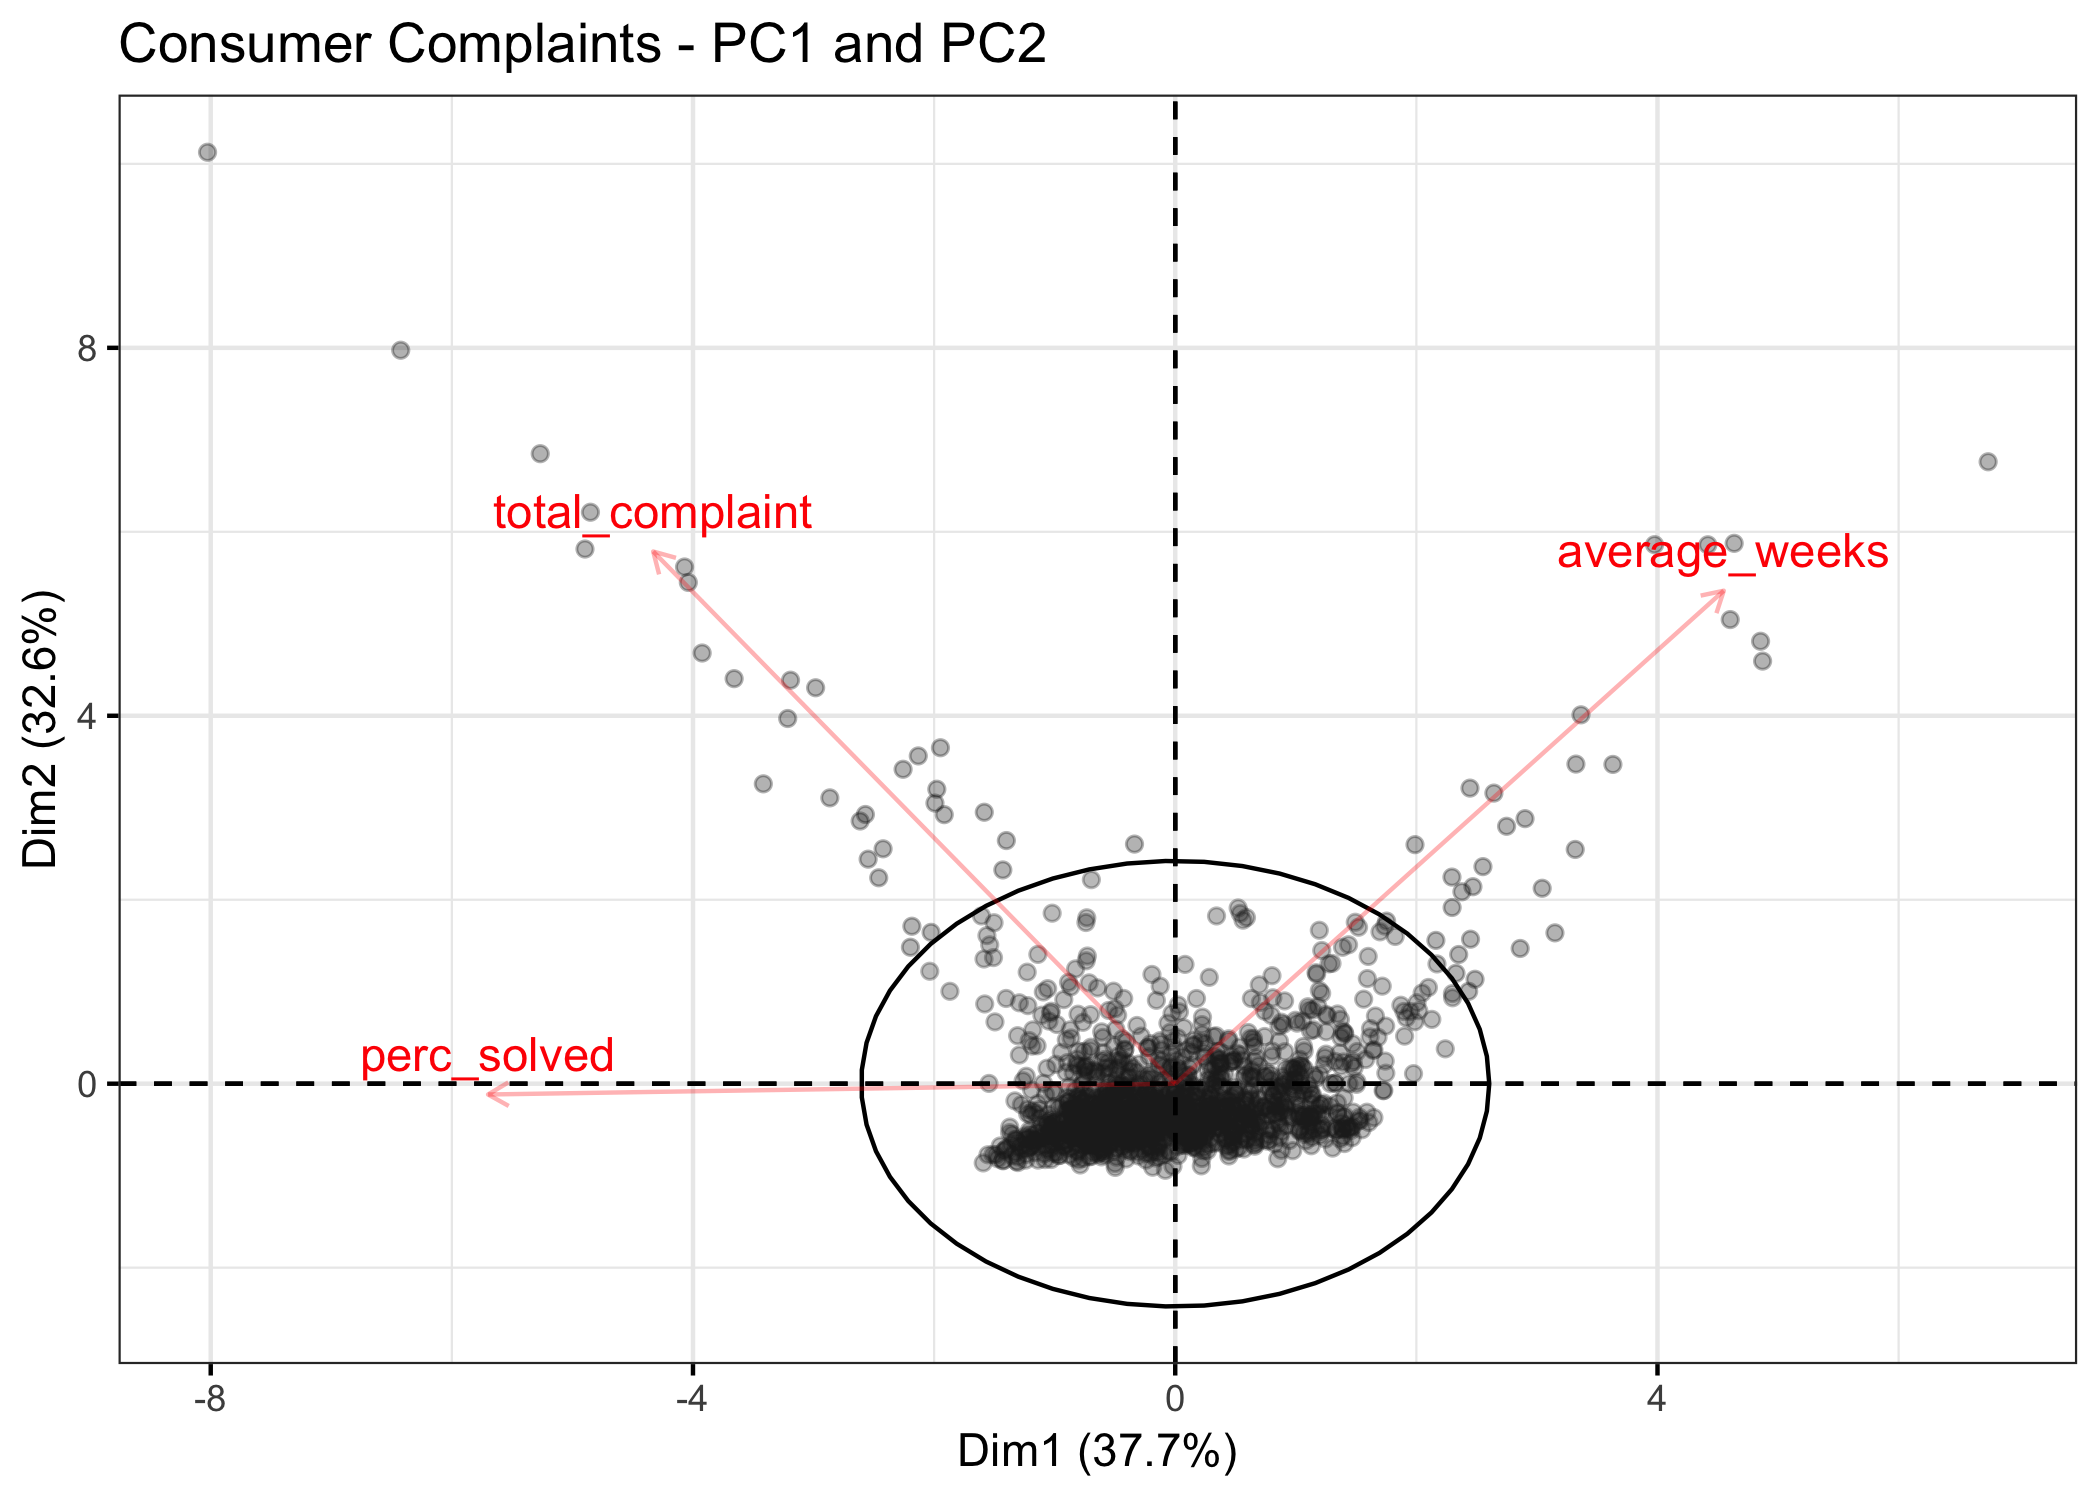 Consumer Complaints - PC1 and PC2
8
4
0
Dim2 (32.6%)
total_complaint
average_weeks
perc_solved
-8
-4
0
4
Dim1 (37.7%)